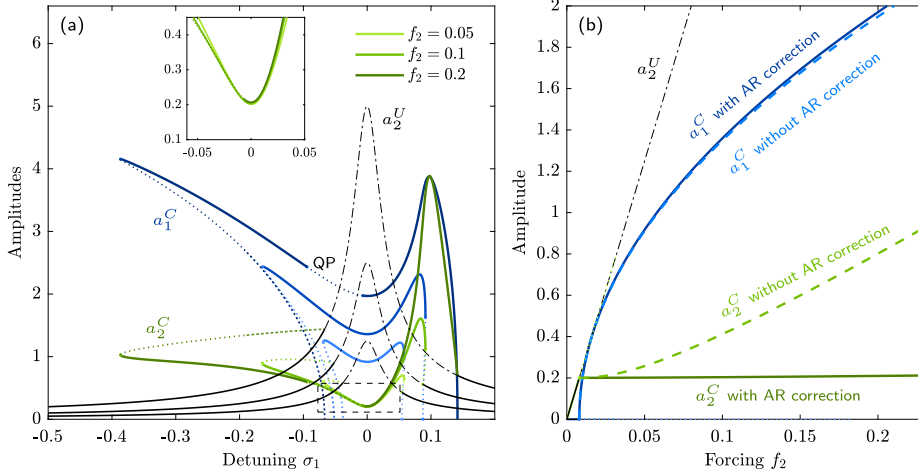 (a)
f₂ = 0.05
f₂ = 0.1
f₂ = 0.2
0.4
0.3
0.2
0.1
-0.05
0
0.05
a₂ᵁ
a₁ᶜ
QP
a₂ᶜ
Amplitudes
6
5
4
3
2
1
0
-0.5
-0.4
-0.3
-0.2
-0.1
0
0.1
Detuning σ₁
(b)
a₂ᵁ
a₁ᶜ with AR correction
a₁ᶜ without AR correction
a₂ᶜ without AR correction
a₂ᶜ with AR correction
Amplitude
2
1.8
1.6
1.4
1.2
1
0.8
0.6
0.4
0.2
0
0
0.05
0.1
0.15
0.2
Forcing f₂